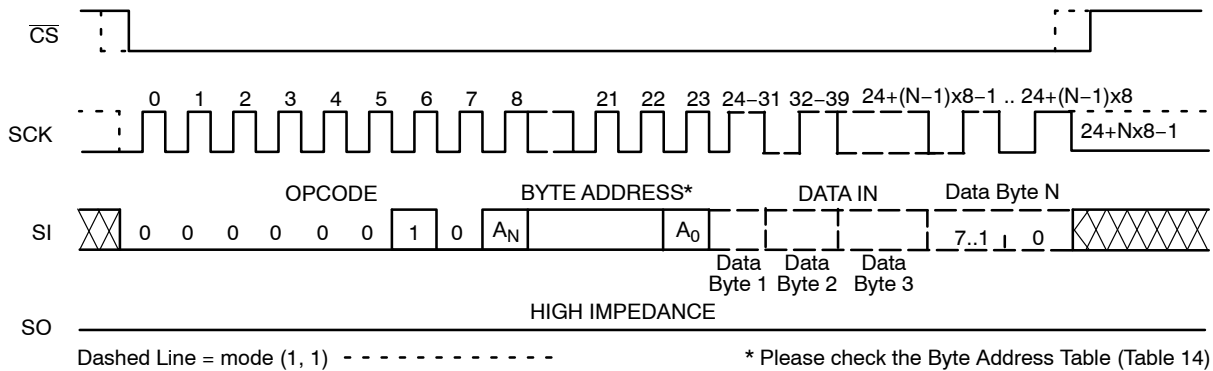 CS
0 1 2 3 4 5 6 7 8 21 22 23 24−31 32−39 24+(N−1)x8−1 .. 24+(N−1)x8
SCK
24+Nx8−1
OPCODE BYTE ADDRESS* DATA IN Data Byte N
SI 0 0 0 0 0 0 1 0 AN A0 7..1 0
Data Byte 1 Data Byte 2 Data Byte 3
HIGH IMPEDANCE
SO
Dashed Line = mode (1, 1) * Please check the Byte Address Table (Table 14)